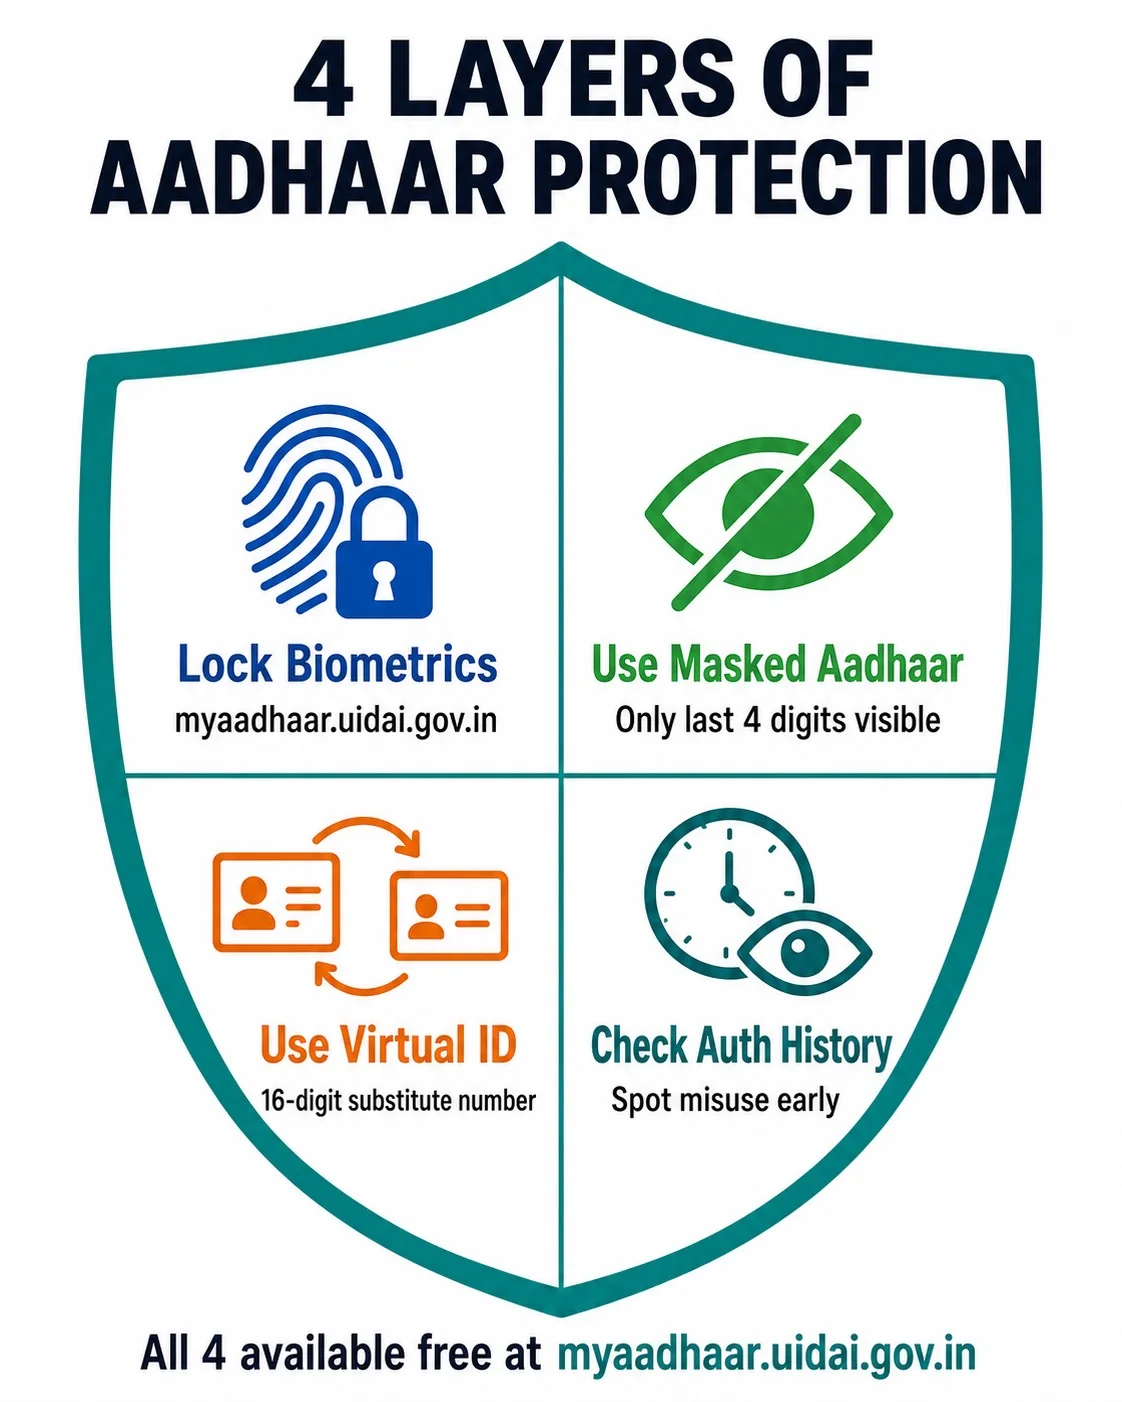 4 LAYERS OF
AADHAAR PROTECTION
Lock Biometrics
myaadhaar.uidai.gov.in
Use Masked Aadhaar
Only last 4 digits visible
Use Virtual ID
16-digit substitute number
Check Auth History
Spot misuse early
All 4 available free at myaadhaar.uidai.gov.in